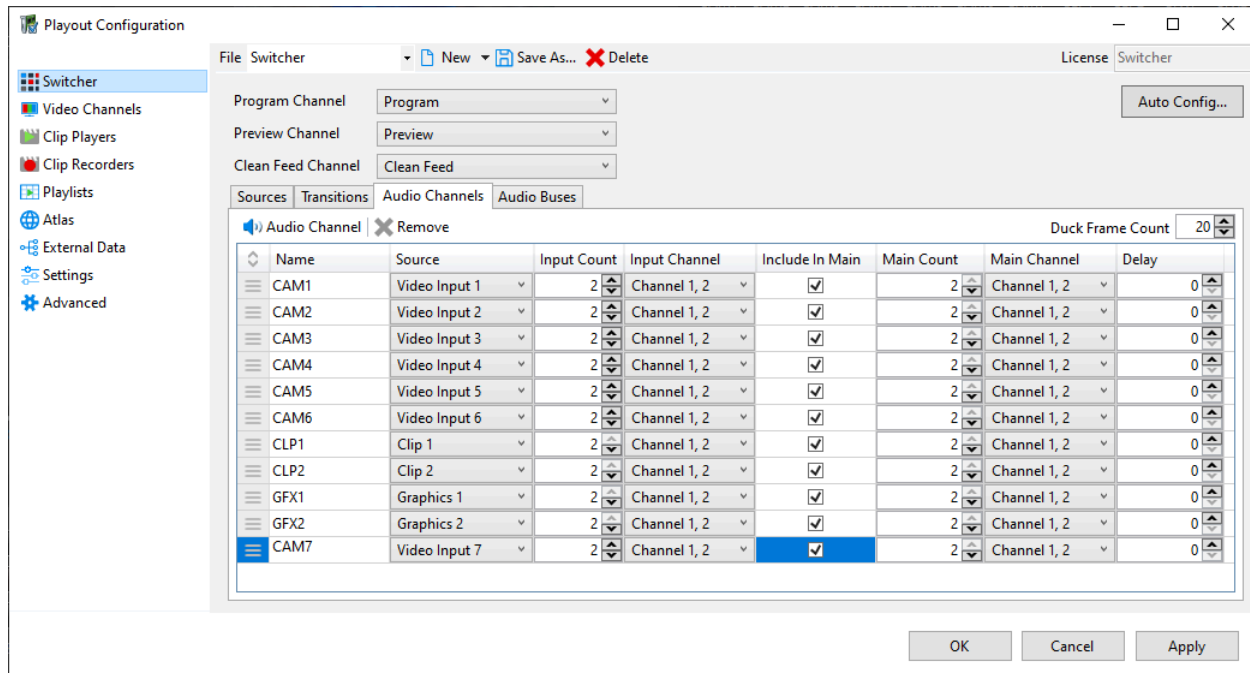 Playout Configuration
File Switcher New Save As... Delete License Switcher
Switcher
Video Channels
Clip Players
Clip Recorders
Playlists
Atlas
External Data
Settings
Advanced
Program Channel Program Auto Config...
Preview Channel Preview
Clean Feed Channel Clean Feed
Sources Transitions Audio Channels Audio Buses
Audio Channel Remove Duck Frame Count 20
Name Source Input Count Input Channel Include In Main Main Count Main Channel Delay
CAM1 Video Input 1 2 Channel 1, 2 2 Channel 1, 2 0
CAM2 Video Input 2 2 Channel 1, 2 2 Channel 1, 2 0
CAM3 Video Input 3 2 Channel 1, 2 2 Channel 1, 2 0
CAM4 Video Input 4 2 Channel 1, 2 2 Channel 1, 2 0
CAM5 Video Input 5 2 Channel 1, 2 2 Channel 1, 2 0
CAM6 Video Input 6 2 Channel 1, 2 2 Channel 1, 2 0
CLP1 Clip 1 2 Channel 1, 2 2 Channel 1, 2 0
CLP2 Clip 2 2 Channel 1, 2 2 Channel 1, 2 0
GFX1 Graphics 1 2 Channel 1, 2 2 Channel 1, 2 0
GFX2 Graphics 2 2 Channel 1, 2 2 Channel 1, 2 0
CAM7 Video Input 7 2 Channel 1, 2 2 Channel 1, 2 0
OK Cancel Apply